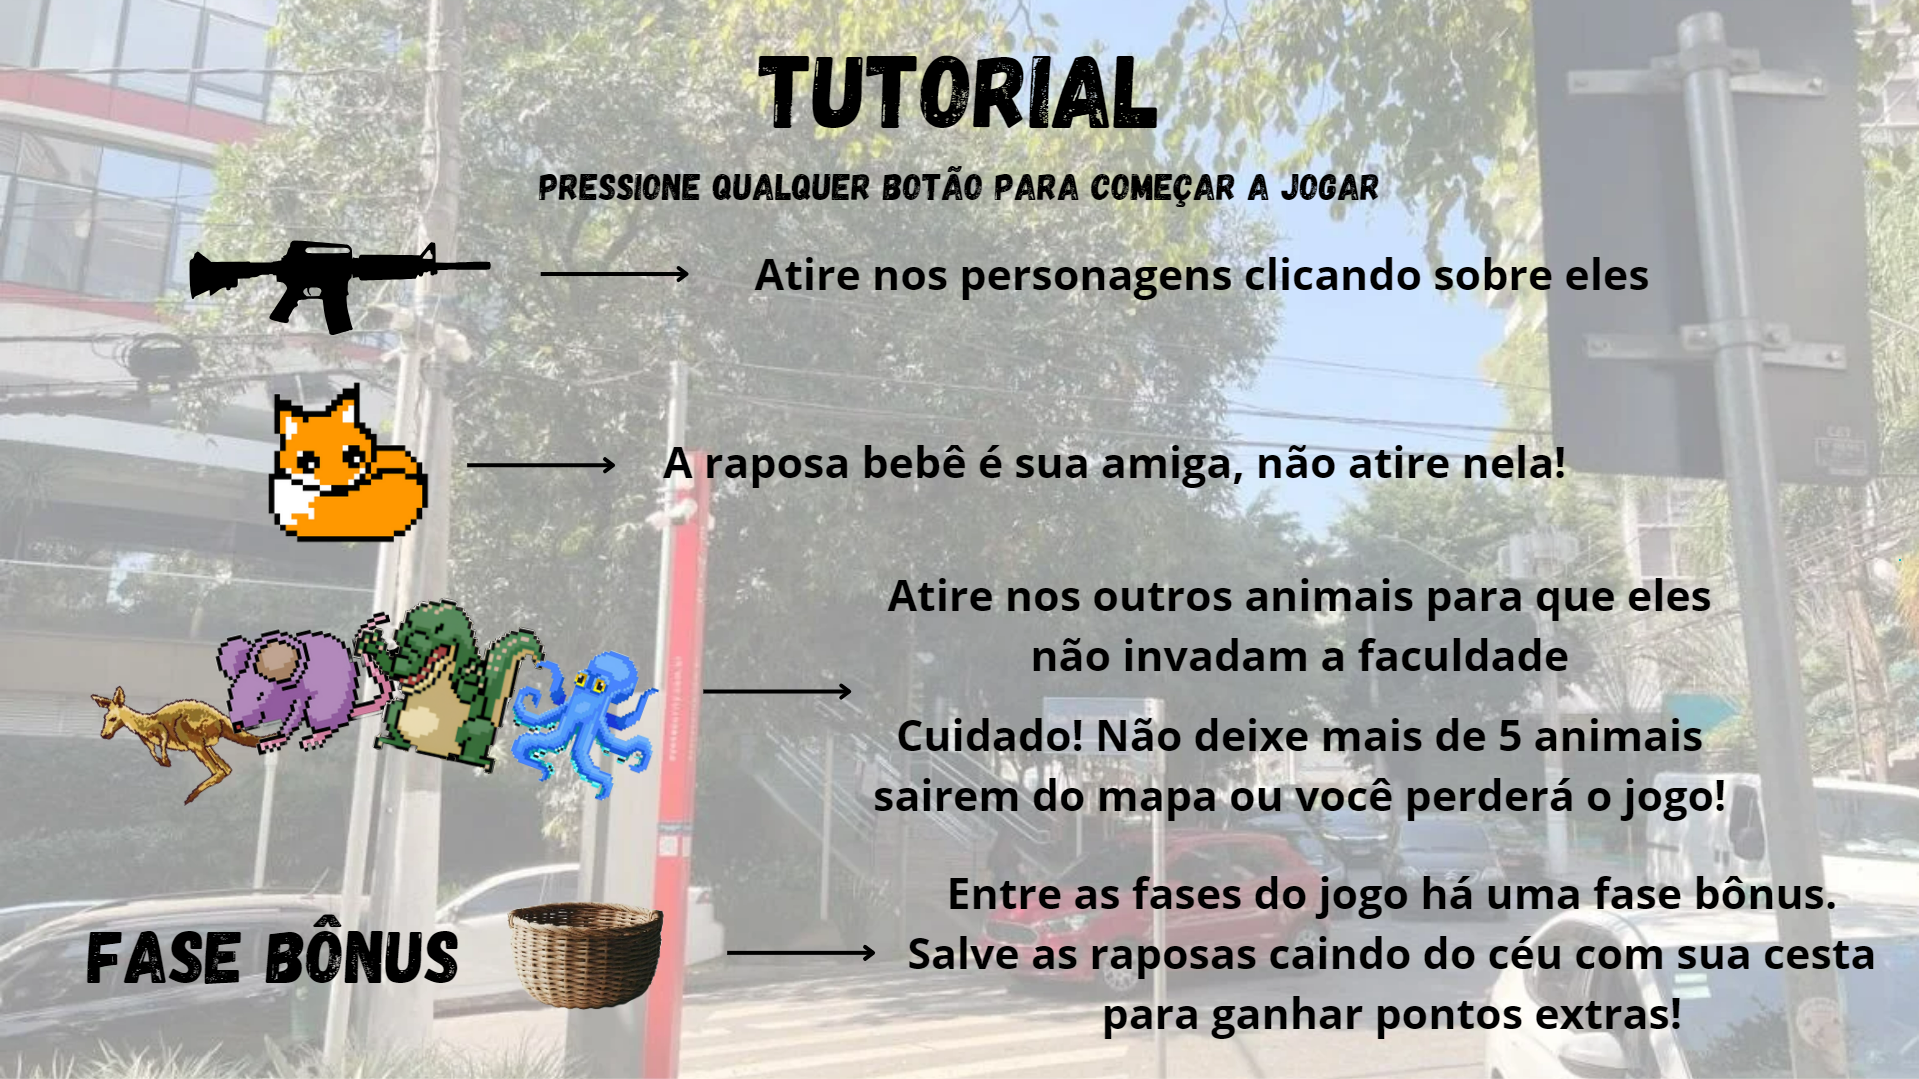 TUTORIAL
PRESSIONE QUALQUER BOTÃO PARA COMEÇAR A JOGAR
Atire nos personagens clicando sobre eles
A raposa bebê é sua amiga, não atire nela!
Atire nos outros animais para que eles
não invadam a faculdade
Cuidado! Não deixe mais de 5 animais
sairem do mapa ou você perderá o jogo!
FASE BÔNUS
Entre as fases do jogo há uma fase bônus.
Salve as raposas caindo do céu com sua cesta
para ganhar pontos extras!